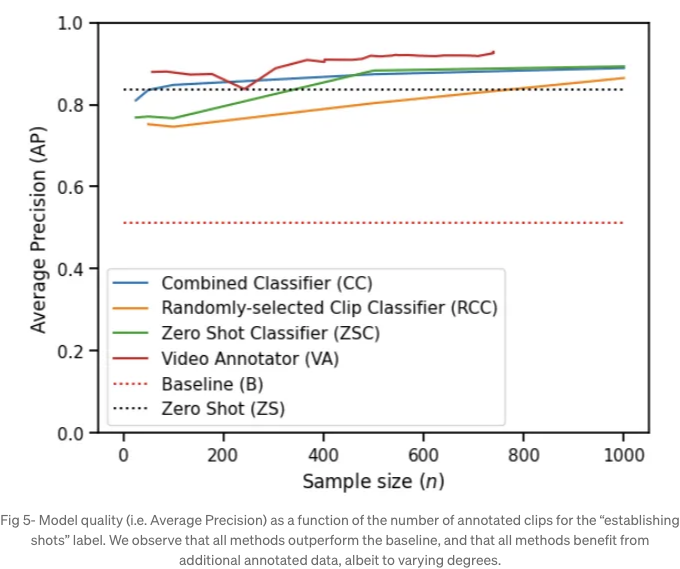 1.0
0.8
0.6
0.4
0.2
0.0
Average Precision (AP)
Combined Classifier (CC)
Randomly-selected Clip Classifier (RCC)
Zero Shot Classifier (ZSC)
Video Annotator (VA)
Baseline (B)
Zero Shot (ZS)
0 200 400 600 800 1000
Sample size (n)
Fig 5- Model quality (i.e. Average Precision) as a function of the number of annotated clips for the “establishing
shots” label. We observe that all methods outperform the baseline, and that all methods benefit from
additional annotated data, albeit to varying degrees.